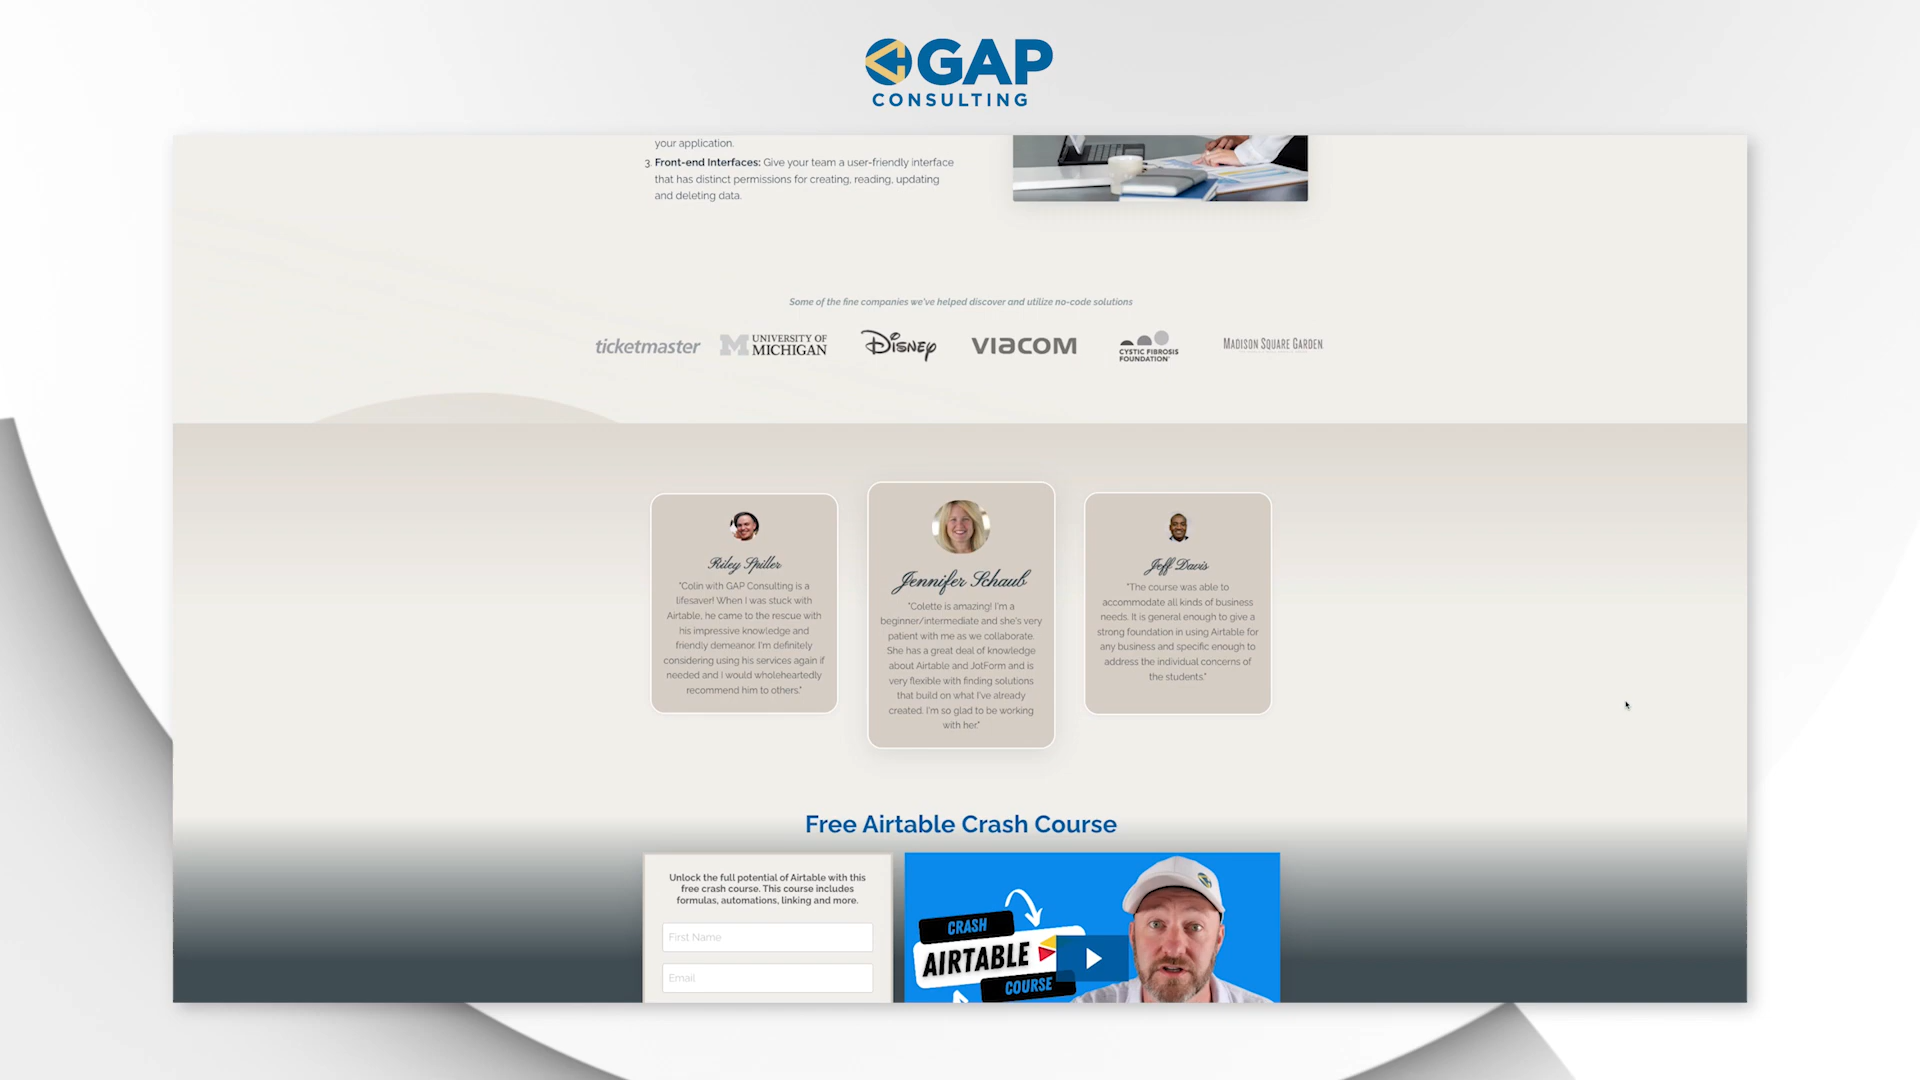 GAP
CONSULTING
your application.
3. Front-end Interfaces: Give your team a user-friendly interface
that has distinct permissions for creating, reading, updating
and deleting data.
Some of the fine companies we've helped discover and utilize no-code solutions
ticketmaster
M UNIVERSITY OF
MICHIGAN
Disney
VIACOM
CYSTIC FIBROSIS
FOUNDATION
MADISON SQUARE GARDEN
Riley Spiller
"Colin with GAP Consulting is a
lifesaver! When I was stuck with
Airtable, he came to the rescue with
his impressive knowledge and
friendly demeanor. I'm definitely
considering using his services again if
needed and I would wholeheartedly
recommend him to others."
Jennifer Schaub
"Colette is amazing! I'm a
beginner/intermediate and she's very
patient with me as we collaborate.
She has a great deal of knowledge
about Airtable and JotForm and is
very flexible with finding solutions
that build on what I've already
created. I'm so glad to be working
with her."
Jeff Davis
"The course was able to
accommodate all kinds of business
needs. It is general enough to give a
strong foundation in using Airtable for
any business and specific enough to
address the individual concerns of
the students."
Free Airtable Crash Course
Unlock the full potential of Airtable with this
free crash course. This course includes
formulas, automations, linking and more.
First Name
Email
CRASH
AIRTABLE
COURSE